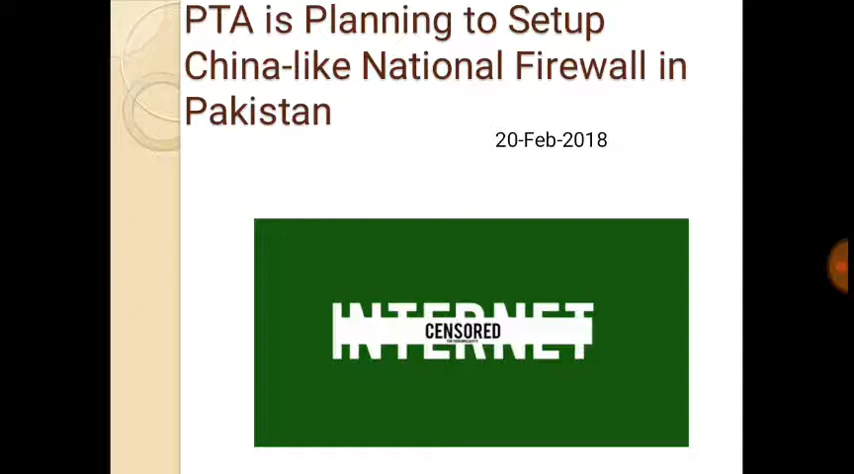 PTA is Planning to Setup
China-like National Firewall in
Pakistan
20-Feb-2018
INTERNET
CENSORED